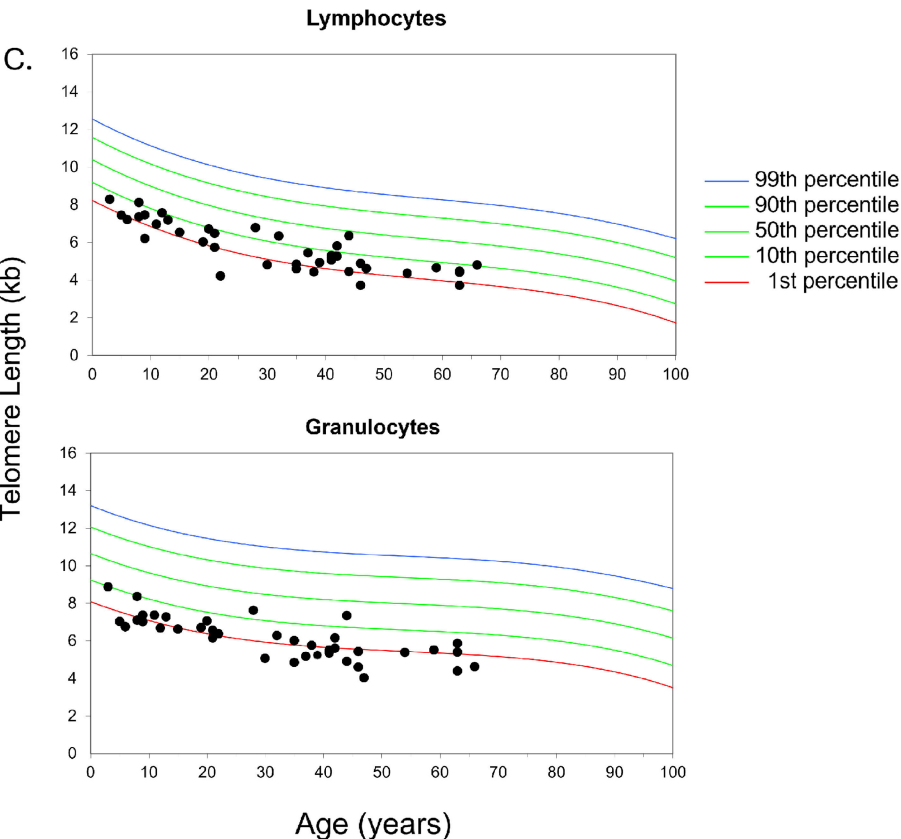 Lymphocytes
C.
16
14
12
10
8
6
4
2
0
0 10 20 30 40 50 60 70 80 90 100
99th percentile
90th percentile
50th percentile
10th percentile
1st percentile
Telomere Length (kb)
Granulocytes
16
14
12
10
8
6
4
2
0
0 10 20 30 40 50 60 70 80 90 100
Age (years)